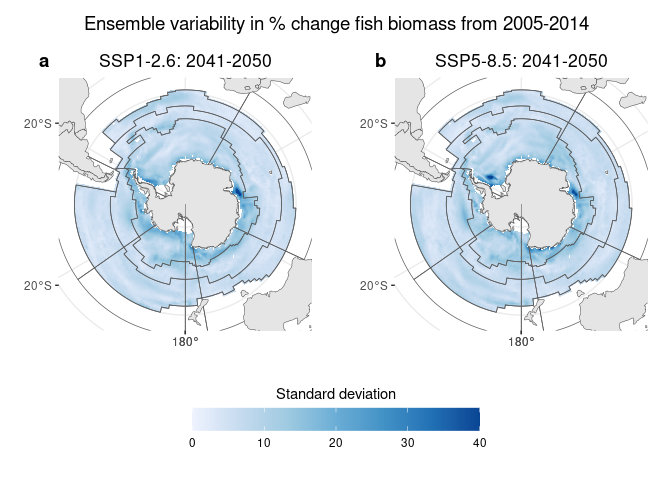 Ensemble variability in % change fish biomass from 2005-2014
a SSP1-2.6: 2041-2050
b SSP5-8.5: 2041-2050
20°S
20°S
180°
20°S
20°S
180°
Standard deviation
0 10 20 30 40